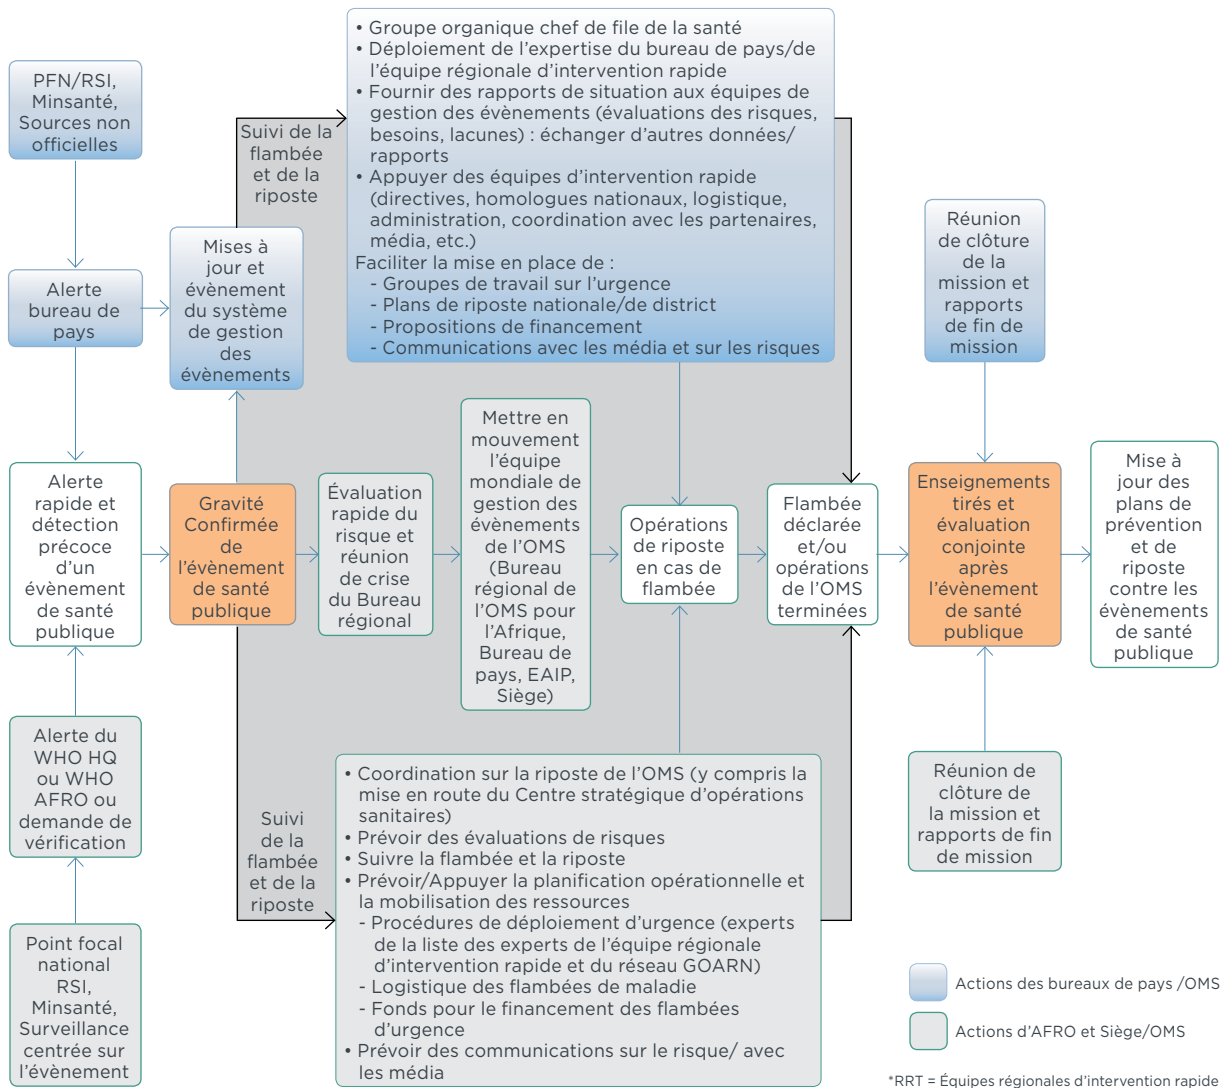 PFN/RSI,
Minsanté,
Sources non
officielles
Alerte
bureau de
pays
Mises à
jour et
évènement
du système
de gestion
des
évènements
Suivi de la
flambée
et de la
riposte
• Groupe organique chef de file de la santé
• Déploiement de l’expertise du bureau de pays/de
l’équipe régionale d’intervention rapide
• Fournir des rapports de situation aux équipes de
gestion des évènements (évaluations des risques,
besoins, lacunes) : échanger d’autres données/
rapports
• Appuyer des équipes d’intervention rapide
(directives, homologues nationaux, logistique,
administration, coordination avec les partenaires,
média, etc.)
Faciliter la mise en place de :
- Groupes de travail sur l’urgence
- Plans de riposte nationale/de district
- Propositions de financement
- Communications avec les média et sur les risques
Réunion
de clôture
de la
mission et
rapports
de fin de
mission
Alerte
rapide et
détection
précoce
d’un
évènement
de santé
publique
Gravité
Confirmée
de
l’évènement
de santé
publique
Évaluation
rapide du
risque et
réunion
de crise
du Bureau
régional
Mettre en
mouvement
l’équipe
mondiale
de gestion des
évènements
de l’OMS
(Bureau
régional de
l’OMS pour
l’Afrique,
Bureau de
pays, EAIP,
Siège)
Opérations
de riposte
en cas de
flambée
Flambée
déclarée
et/ou
opérations
de l’OMS
terminées
Enseignements
tirés et
évaluation
conjointe
après
l’évènement
de santé
publique
Mise à
jour des
plans de
prévention
et de
riposte
contre les
évènements
de santé
publique
Alerte du
WHO HQ
ou WHO
AFRO ou
demande de
vérification
Point focal
national
RSI,
Minsanté,
Surveillance
centrée sur
l’évènement
Suivi
de la
flambée
et de la
riposte
• Coordination sur la riposte de l’OMS (y compris la
mise en route du Centre stratégique d’opérations
sanitaires)
• Prévoir des évaluations de risques
• Suivre la flambée et la riposte
• Prévoir/Appuyer la planification opérationnelle et
la mobilisation des ressources
- Procédures de déploiement d’urgence (experts
de la liste des experts de l’équipe régionale
d’intervention rapide et du réseau GOARN)
- Logistique des flambées de maladie
- Fonds pour le financement des flambées
d’urgence
• Prévoir des communications sur le risque/ avec
les média
Réunion de
clôture de
la mission et
rapports de fin
de mission
Actions des bureaux de pays /OMS
Actions d’AFRO et Siège/OMS
*RRT = Équipes régionales d’intervention rapide